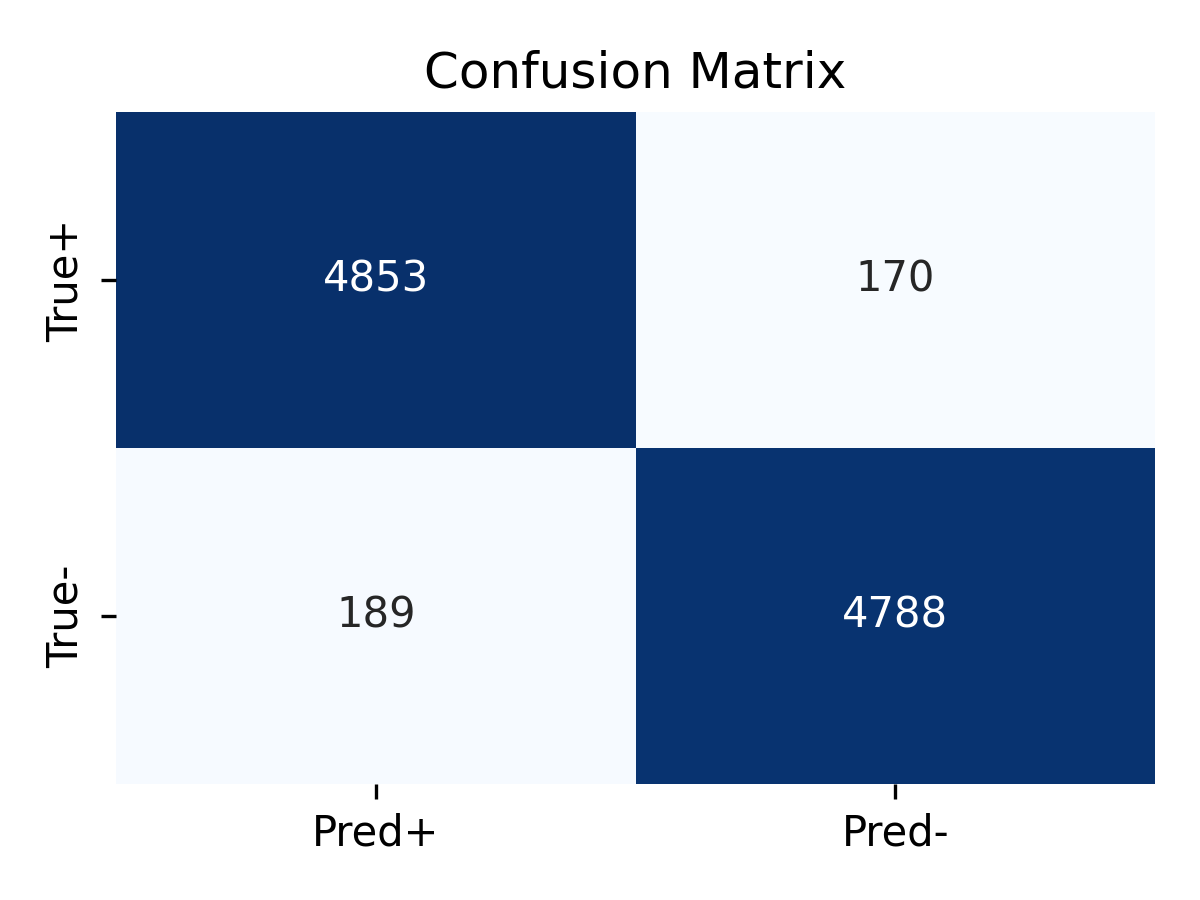 Confusion Matrix
True+
4853
170
True-
189
4788
Pred+
Pred-